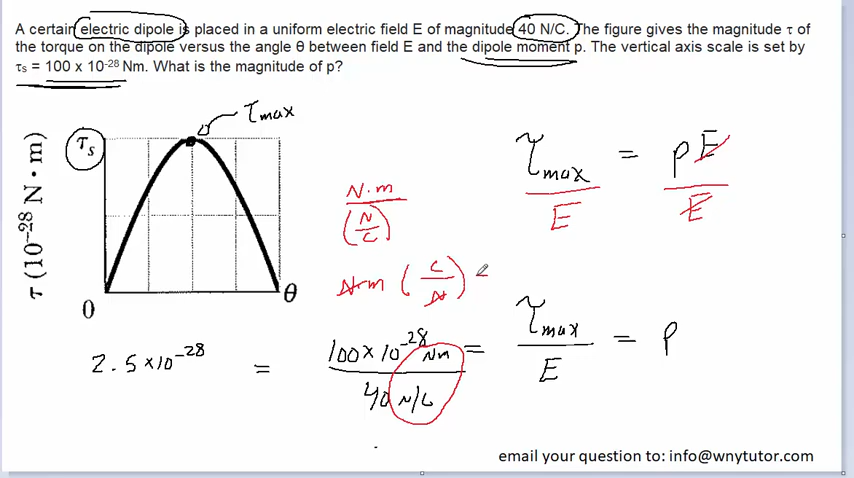 A certain electric dipole is placed in a uniform electric field E of magnitude 40 N/C. The figure gives the magnitude τ of
the torque on the dipole versus the angle θ between field E and the dipole moment p. The vertical axis scale is set by
τs = 100 x 10-28 Nm. What is the magnitude of p?
τmax
τs
τ (10⁻²⁸ N · m)
0
θ
N·m
(N/C)
N·m (C/N)
τmax = pE
E E
τmax = p
E
2.5 x 10⁻²⁸ = 100 x 10⁻²⁸ Nm =
40 N/C
email your question to: info@wnytutor.com